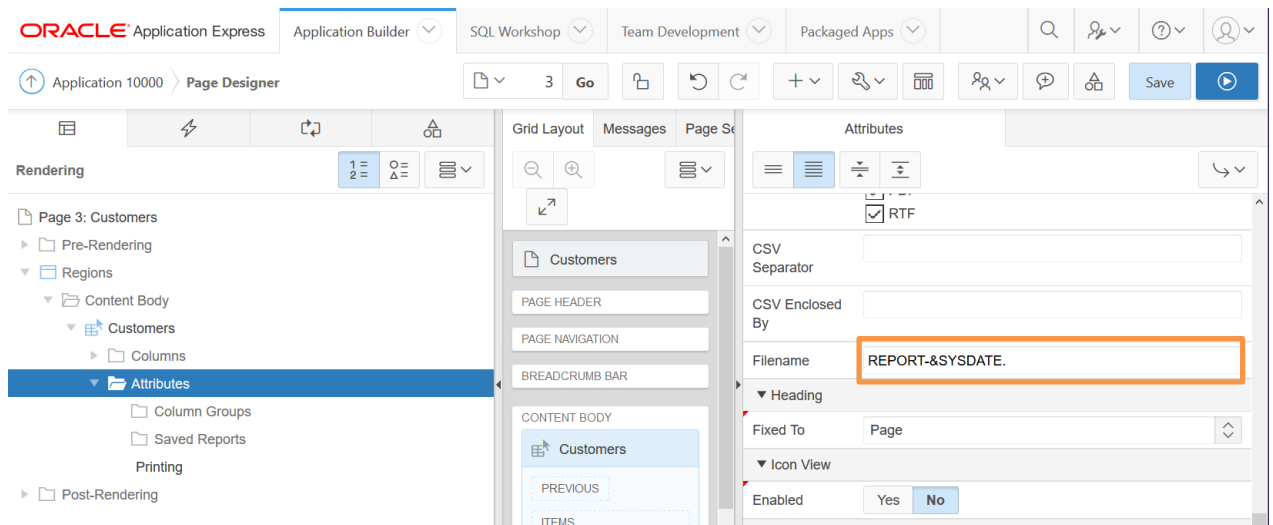 ORACLE Application Express
Application Builder
SQL Workshop
Team Development
Packaged Apps
Application 10000
Page Designer
3
Go
Save
Rendering
Page 3: Customers
Pre-Rendering
Regions
Content Body
Customers
Columns
Attributes
Column Groups
Saved Reports
Printing
Post-Rendering
Grid Layout
Messages
Customers
PAGE HEADER
PAGE NAVIGATION
BREADCRUMB BAR
CONTENT BODY
Customers
PREVIOUS
ITEMS
Attributes
RTF
CSV
Separator
CSV Enclosed
By
Filename
REPORT-&SYSDATE.
Heading
Fixed To
Page
Icon View
Enabled
Yes
No